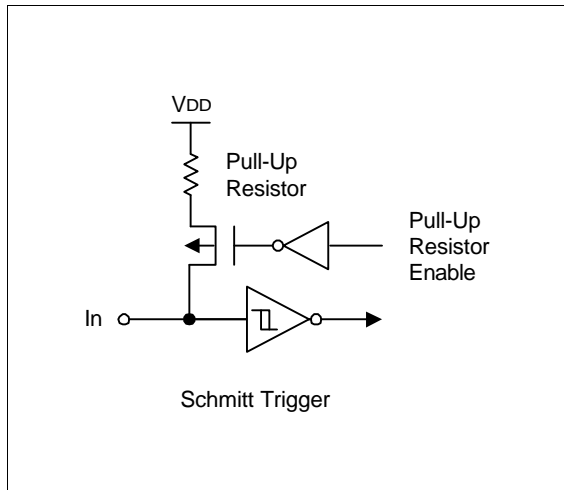 VDD
Pull-Up
Resistor
Pull-Up
Resistor
Enable
In
Schmitt Trigger